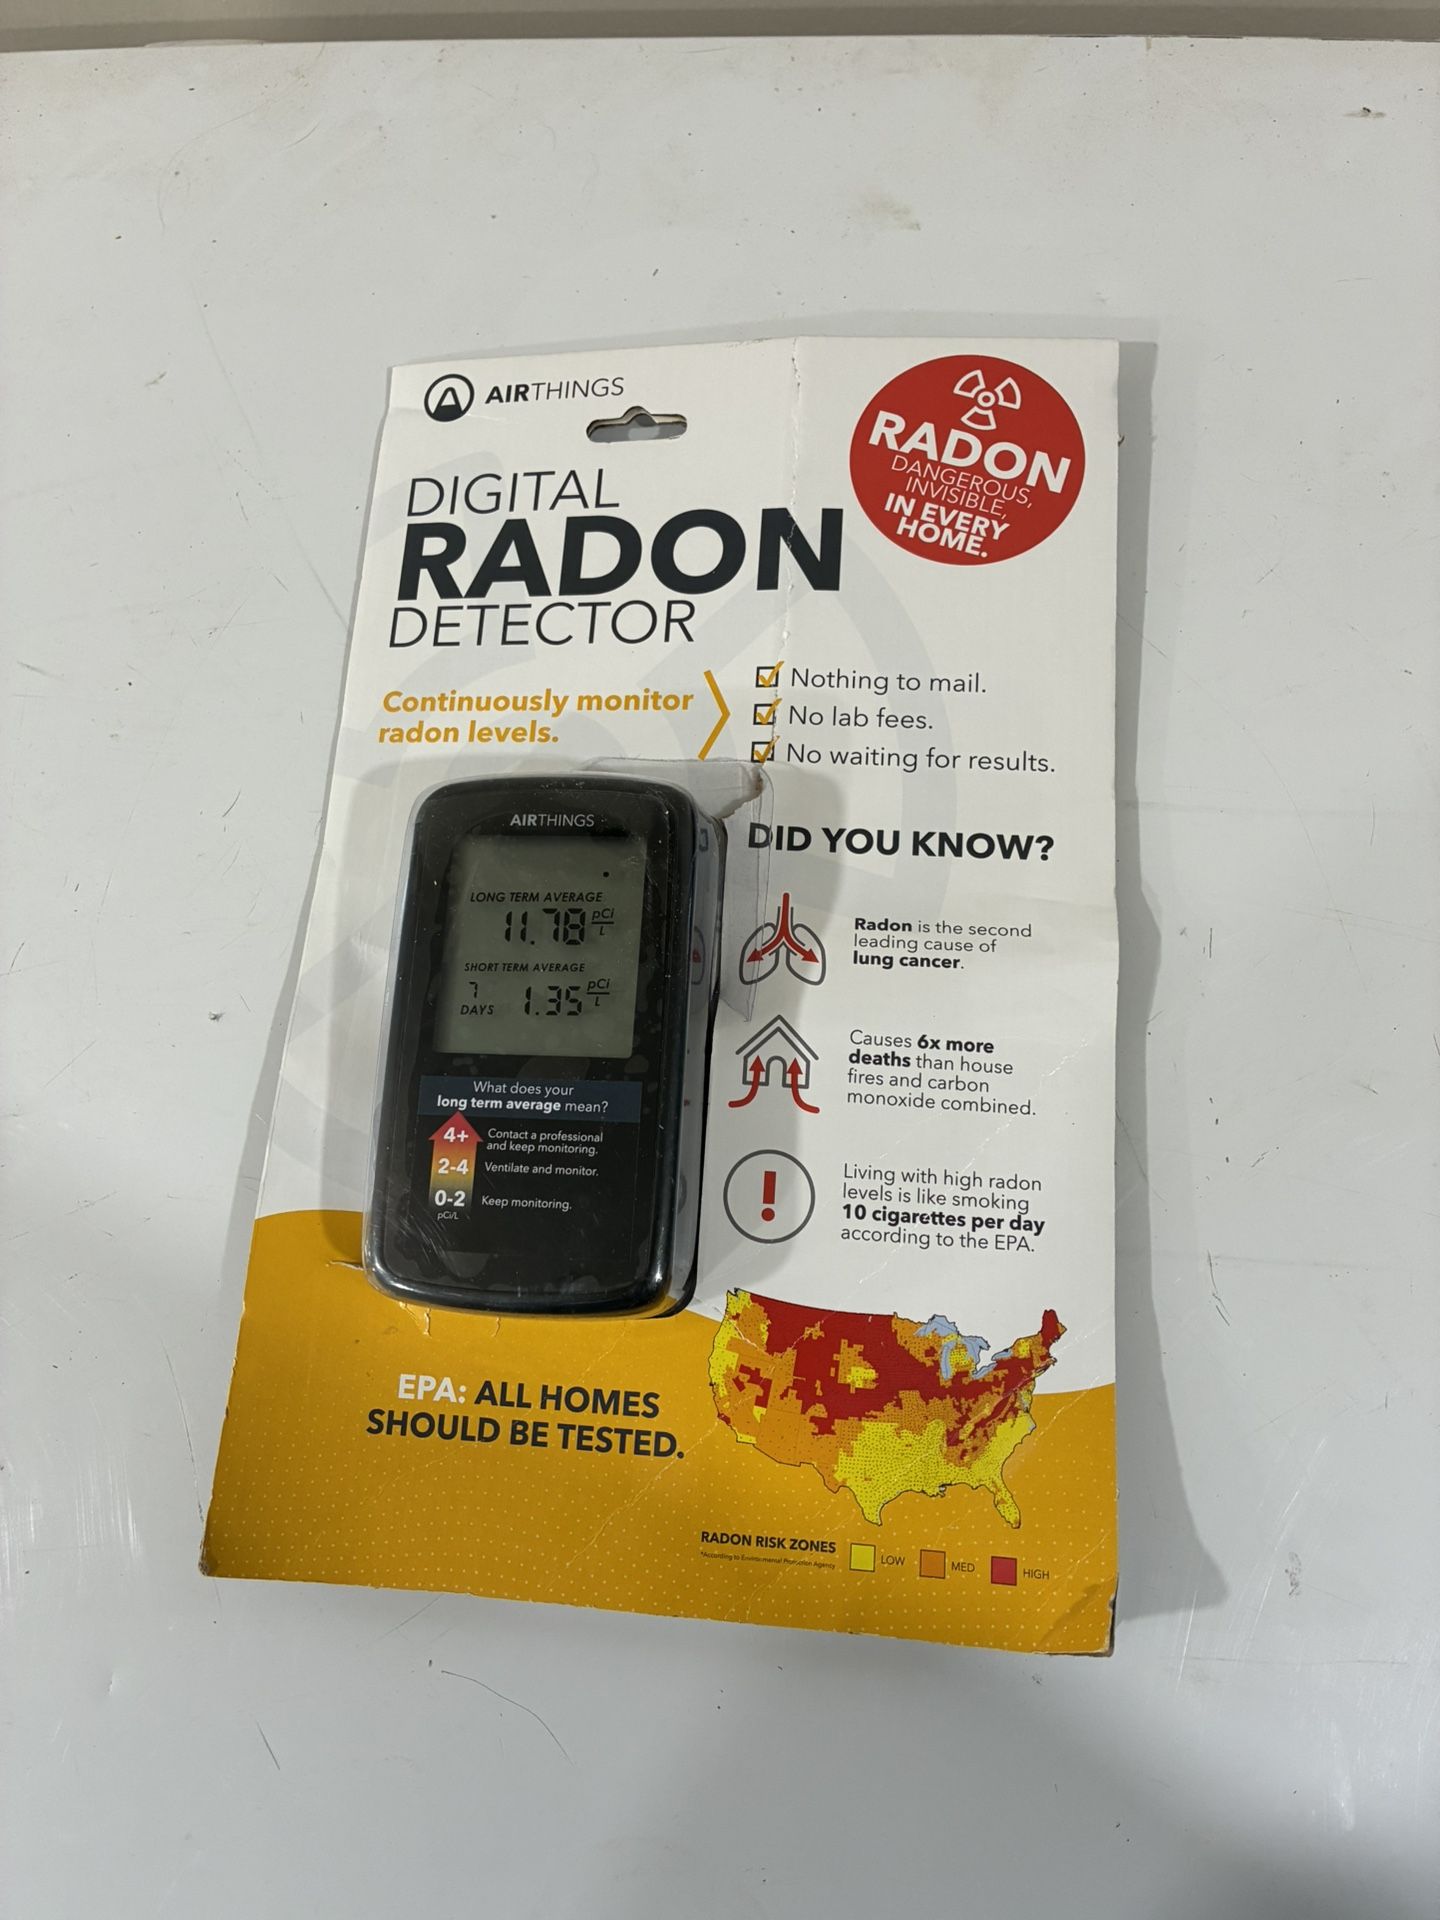 AIRTHINGS
RADON
DANGEROUS,
INVISIBLE,
IN EVERY
HOME.
DIGITAL
RADON
DETECTOR
Continuously monitor
radon levels.
Nothing to mail.
No lab fees.
No waiting for results.
AIRTHINGS
LONG TERM AVERAGE
11.78 pCi/L
SHORT TERM AVERAGE
7
DAYS 1.35 pCi/L
What does your
long term average mean?
4+ Contact a professional
and keep monitoring.
2-4 Ventilate and monitor.
0-2 Keep monitoring.
pCi/L
DID YOU KNOW?
Radon is the second
leading cause of
lung cancer.
Causes 6x more
deaths than house
fires and carbon
monoxide combined.
!
Living with high radon
levels is like smoking
10 cigarettes per day
according to the EPA.
EPA: ALL HOMES
SHOULD BE TESTED.
RADON RISK ZONES
*According to Environmental Protection Agency
LOW MED HIGH